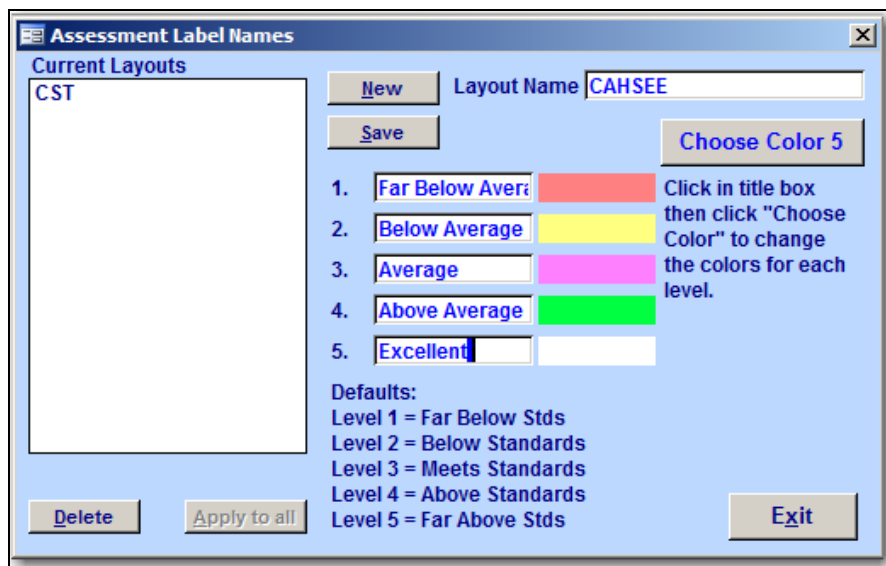 Assessment Label Names
Current Layouts
CST
New
Layout Name CAHSEE
Save
Choose Color 5
1. Far Below Avera
2. Below Average
3. Average
4. Above Average
5. Excellent
Click in title box
then click "Choose
Color" to change
the colors for each
level.
Defaults:
Level 1 = Far Below Stds
Level 2 = Below Standards
Level 3 = Meets Standards
Level 4 = Above Standards
Level 5 = Far Above Stds
Delete
Apply to all
Exit